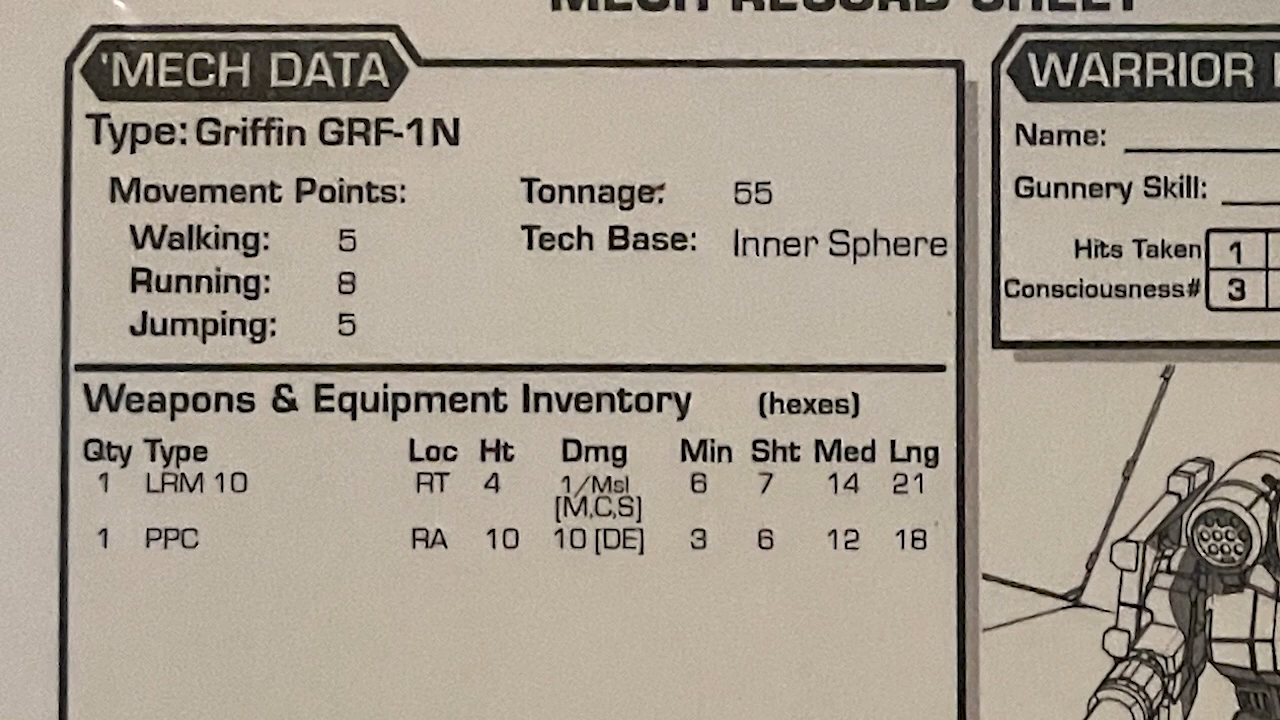 'MECH DATA
Type: Griffin GRF-1N
Movement Points:
Walking: 5
Running: 8
Jumping: 5
Tonnage: 55
Tech Base: Inner Sphere
Weapons & Equipment Inventory (hexes)
Qty Type Loc Ht Dmg Min Sht Med Lng
1 LRM 10 RT 4 1/Msl 6 7 14 21
[M,C,S]
1 PPC RA 10 10 [DE] 3 6 12 18
WARRIOR
Name:
Gunnery Skill:
Hits Taken 1
Consciousness# 3